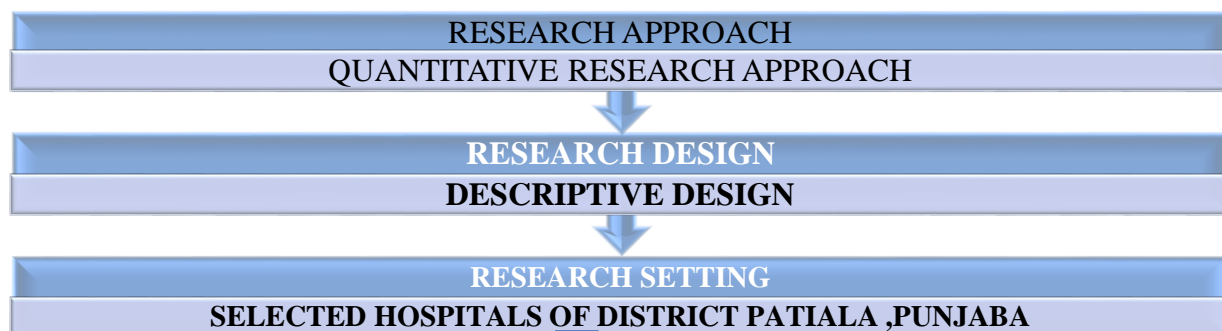 RESEARCH APPROACH
QUANTITATIVE RESEARCH APPROACH
RESEARCH DESIGN
DESCRIPTIVE DESIGN
RESEARCH SETTING
SELECTED HOSPITALS OF DISTRICT PATIALA ,PUNJABA